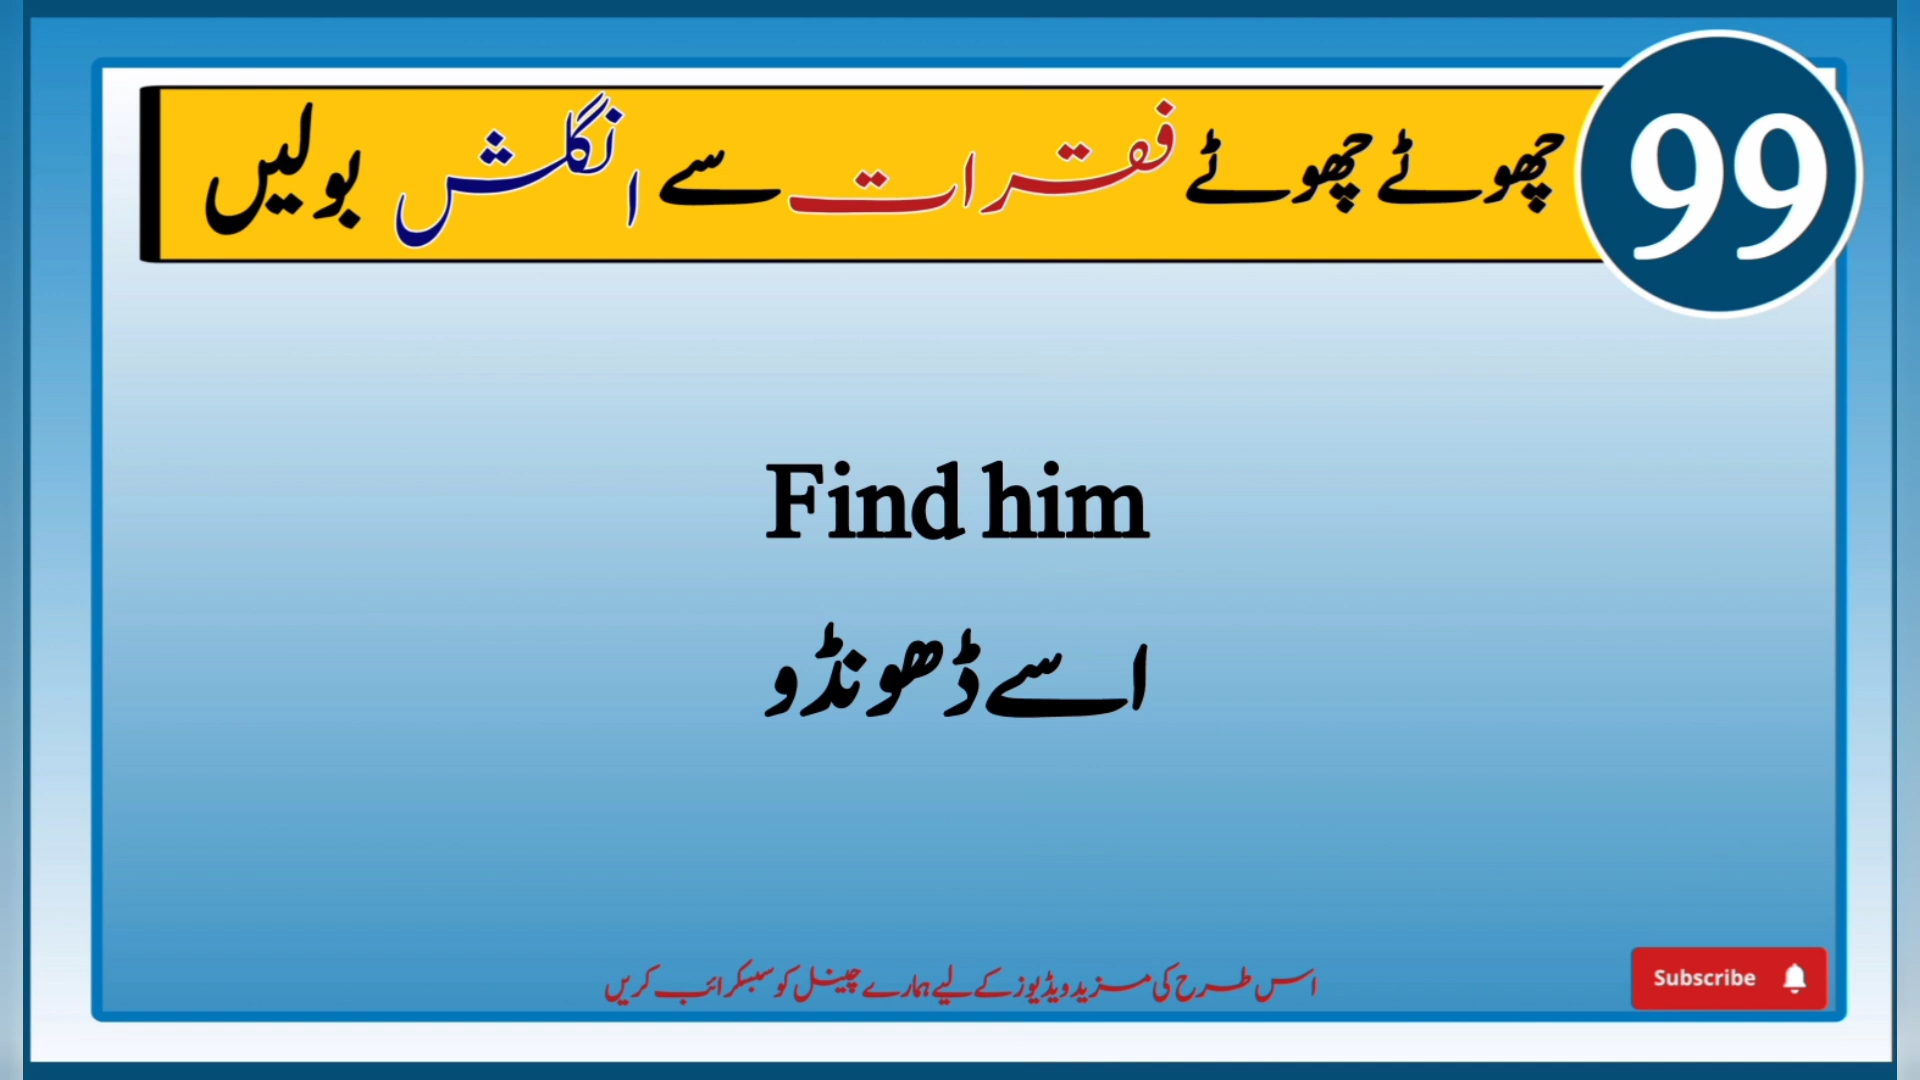 99 چھوٹے چھوٹے فقرات سے انگلش بولیں
Find him
اسے ڈھونڈو
اس طرح کی مزید ویڈیوز کے لیے ہمارے چینل کو سبسکرائب کریں
Subscribe